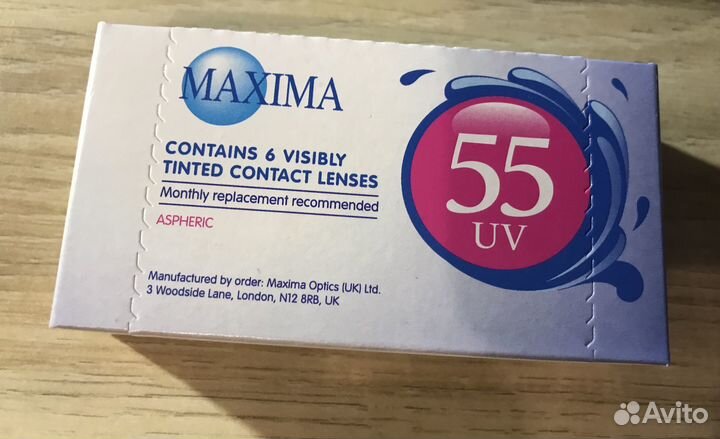 MAXIMA
CONTAINS 6 VISIBLY
TINTED CONTACT LENSES
Monthly replacement recommended
ASPHERIC
Manufactured by order: Maxima Optics (UK) Ltd.
3 Woodside Lane, London, N12 8RB, UK
55
UV
Avito